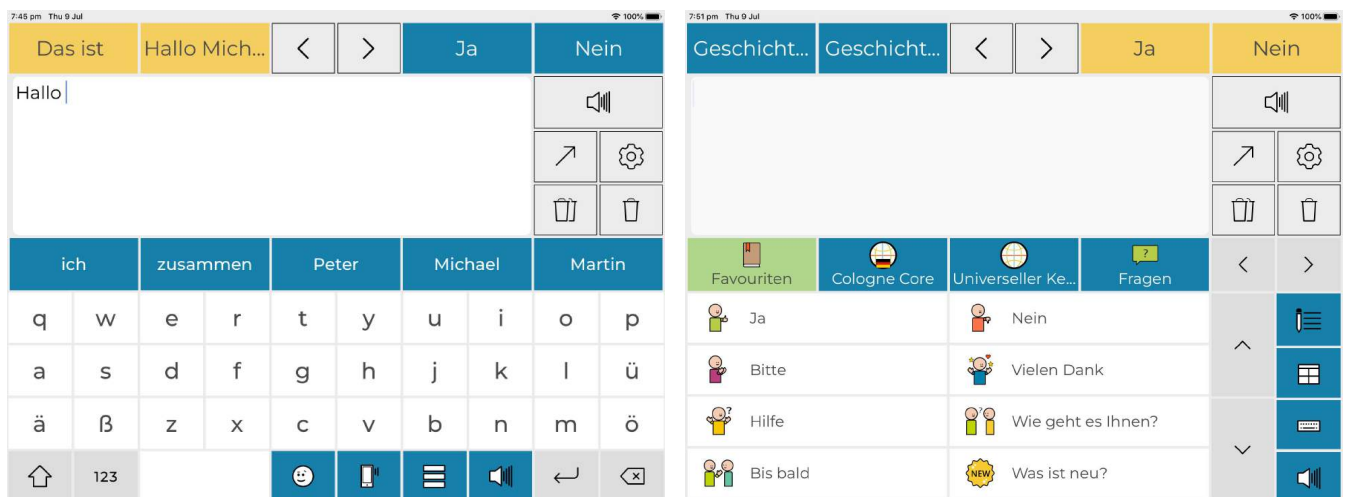 7:45 pm Thu 9 Jul
100%
Das ist
Hallo Mich...
Ja
Nein
Hallo
ich
zusammen
Peter
Michael
Martin
q w e r t y u i o p
a s d f g h j k l ü
ä ß z x c v b n m ö
123
7:51 pm Thu 9 Jul
100%
Geschicht...
Geschicht...
Ja
Nein
Favouriten
Cologne Core
Universeller Ke...
Fragen
?
Ja
Nein
Bitte
Vielen Dank
Hilfe
?
Wie geht es Ihnen?
?
Bis bald
Was ist neu?
NEW